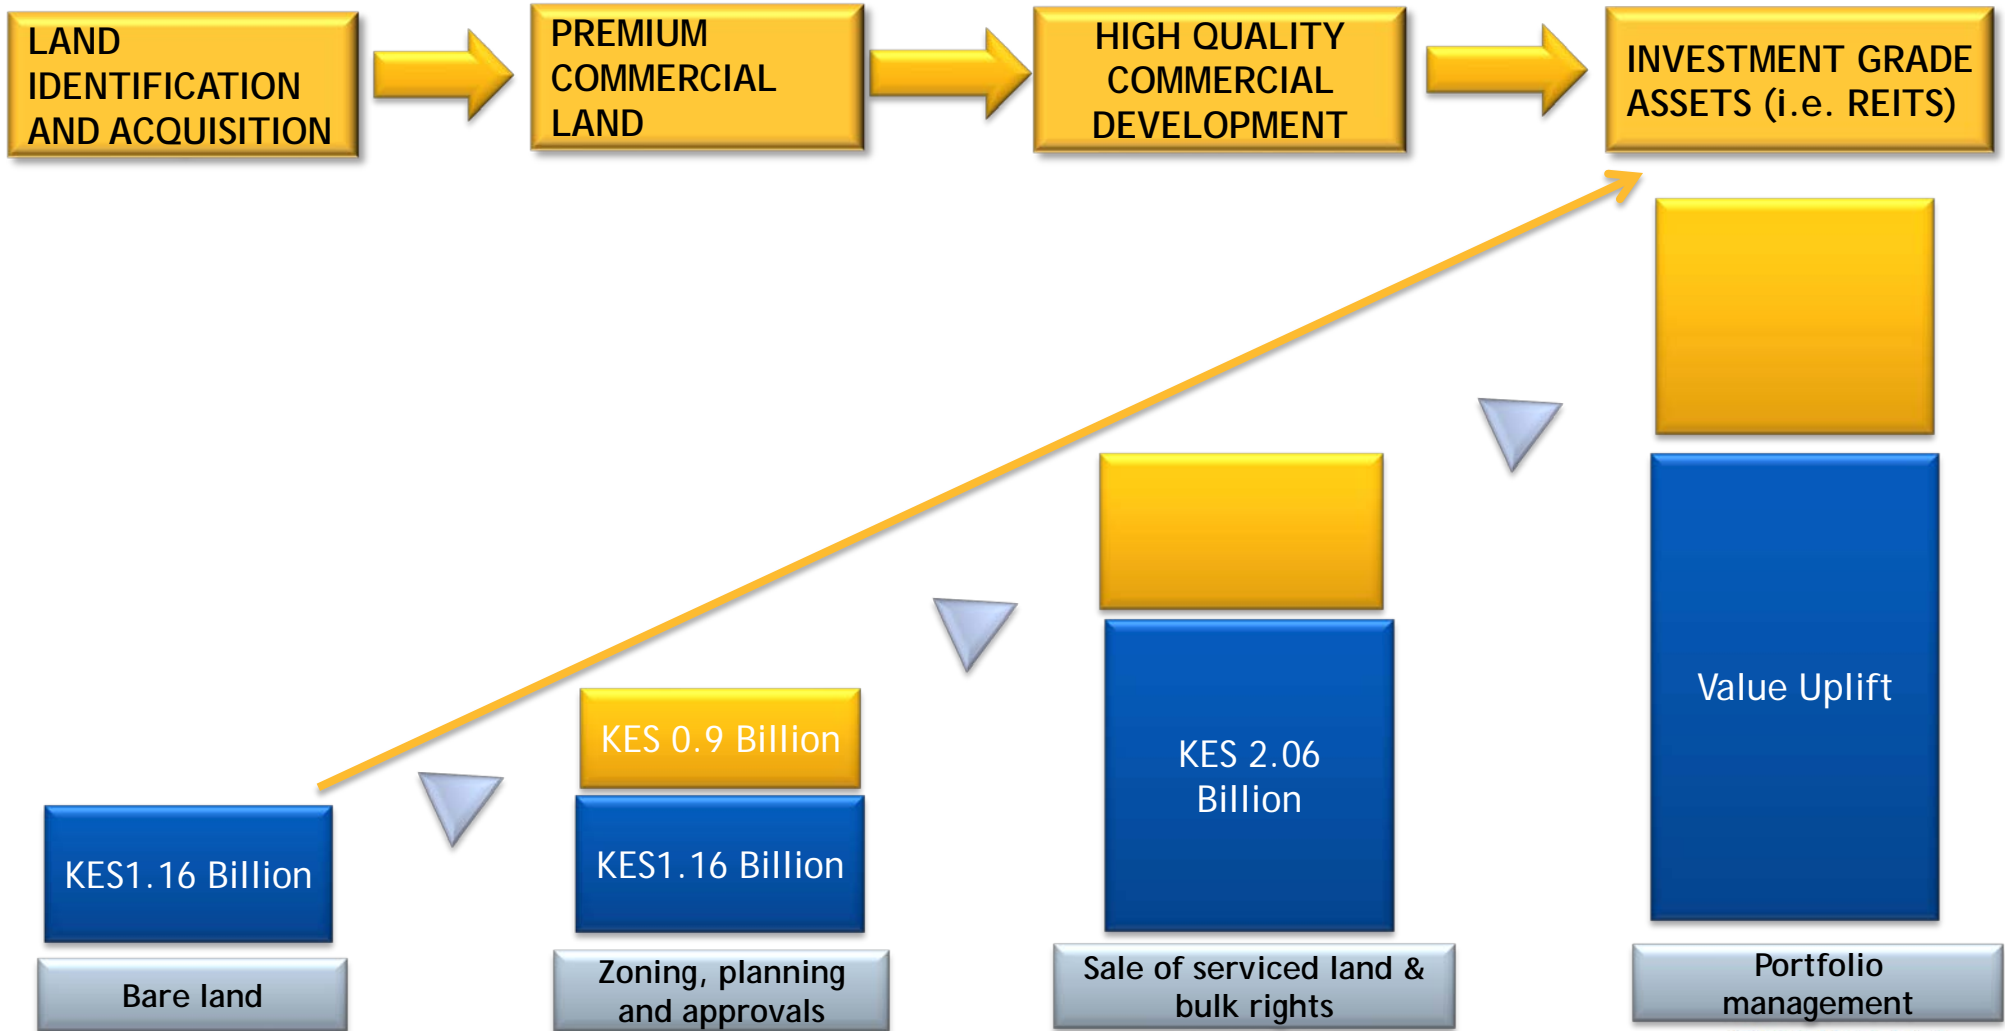 LAND
IDENTIFICATION
AND ACQUISITION
PREMIUM
COMMERCIAL
LAND
HIGH QUALITY
COMMERCIAL
DEVELOPMENT
INVESTMENT GRADE
ASSETS (i.e. REITS)
KES1.16 Billion
Bare land
KES 0.9 Billion
KES1.16 Billion
Zoning, planning
and approvals
KES 2.06
Billion
Sale of serviced land &
bulk rights
Value Uplift
Portfolio
management